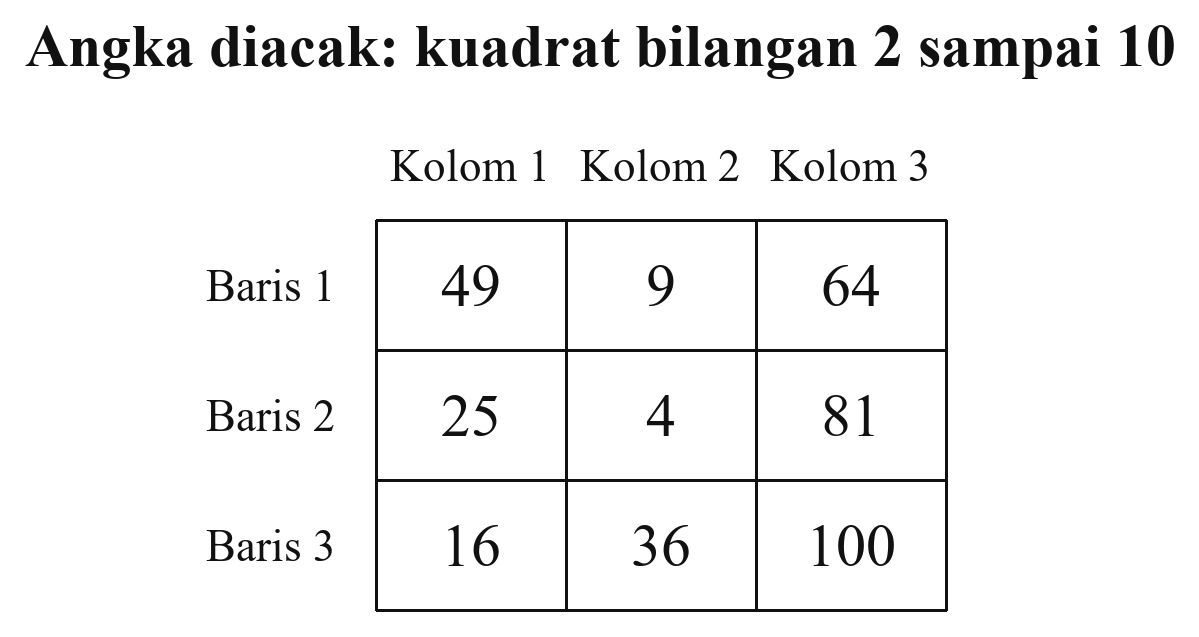 Angka diacak: kuadrat bilangan 2 sampai 10
Kolom 1 Kolom 2 Kolom 3
Baris 1 49 9 64
Baris 2 25 4 81
Baris 3 16 36 100